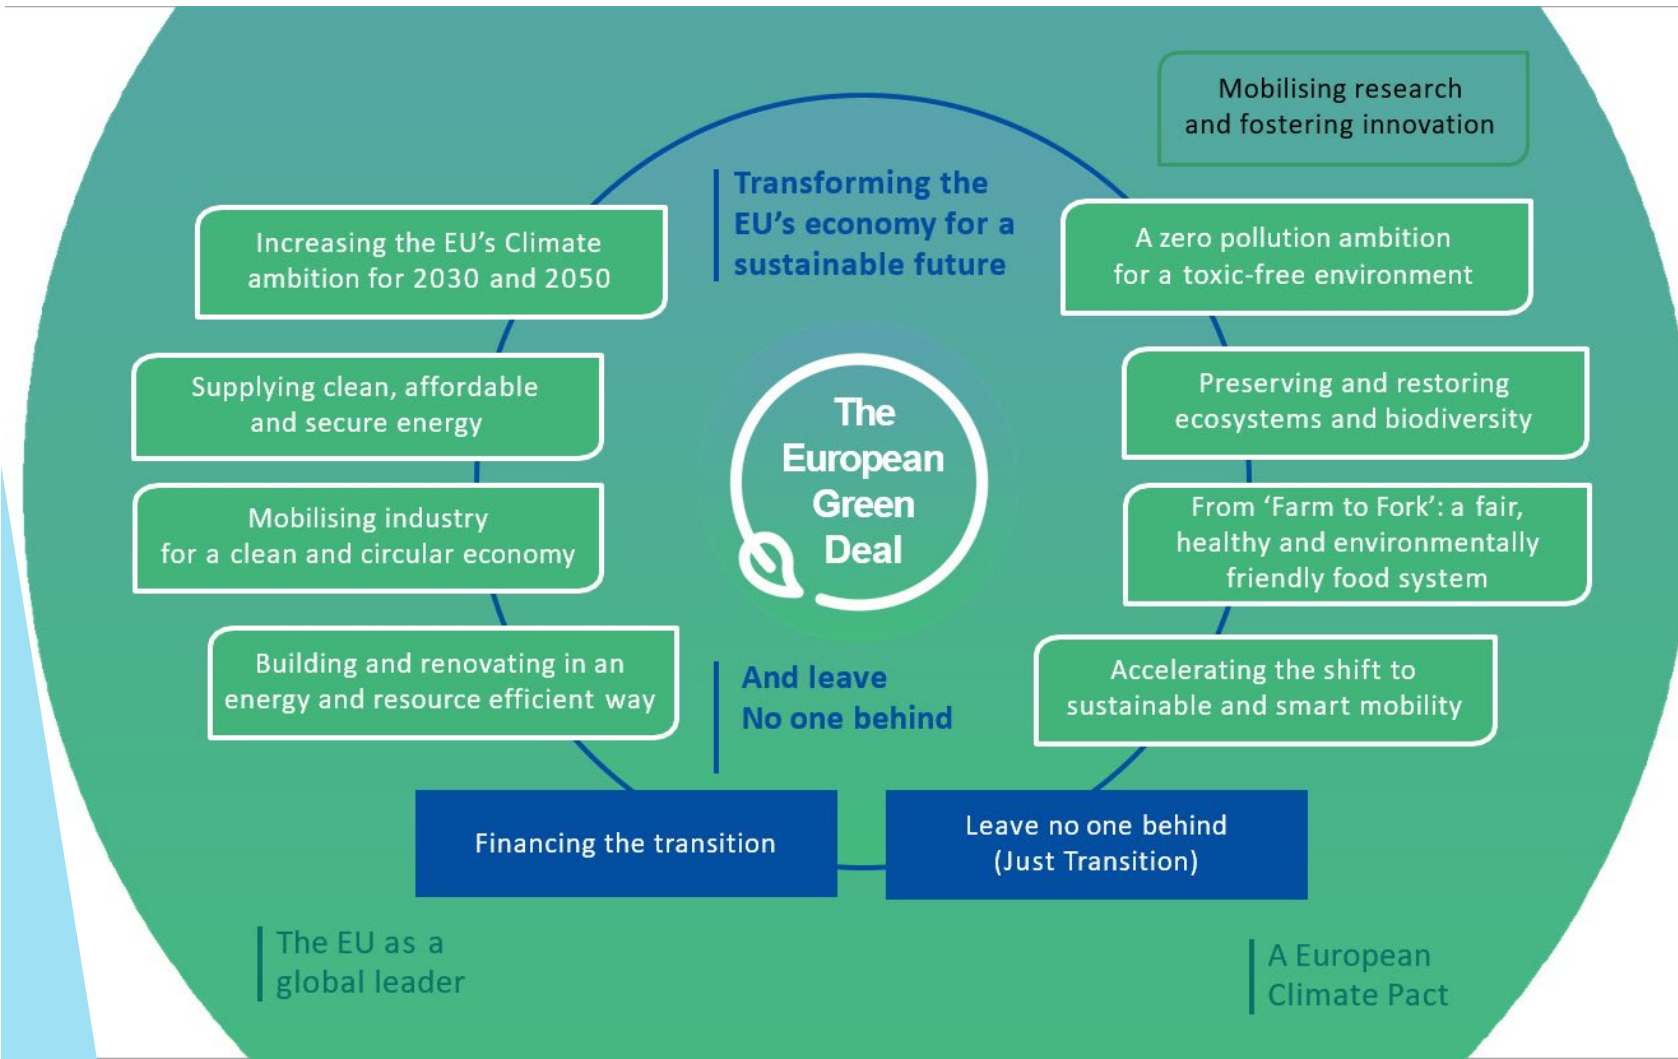 Mobilising research
and fostering innovation
Transforming the
EU’s economy for a
sustainable future
Increasing the EU’s Climate
ambition for 2030 and 2050
A zero pollution ambition
for a toxic-free environment
Supplying clean, affordable
and secure energy
Preserving and restoring
ecosystems and biodiversity
The
European
Green
Deal
Mobilising industry
for a clean and circular economy
From ‘Farm to Fork’: a fair,
healthy and environmentally
friendly food system
Building and renovating in an
energy and resource efficient way
And leave
No one behind
Accelerating the shift to
sustainable and smart mobility
Financing the transition
Leave no one behind
(Just Transition)
The EU as a
global leader
A European
Climate Pact